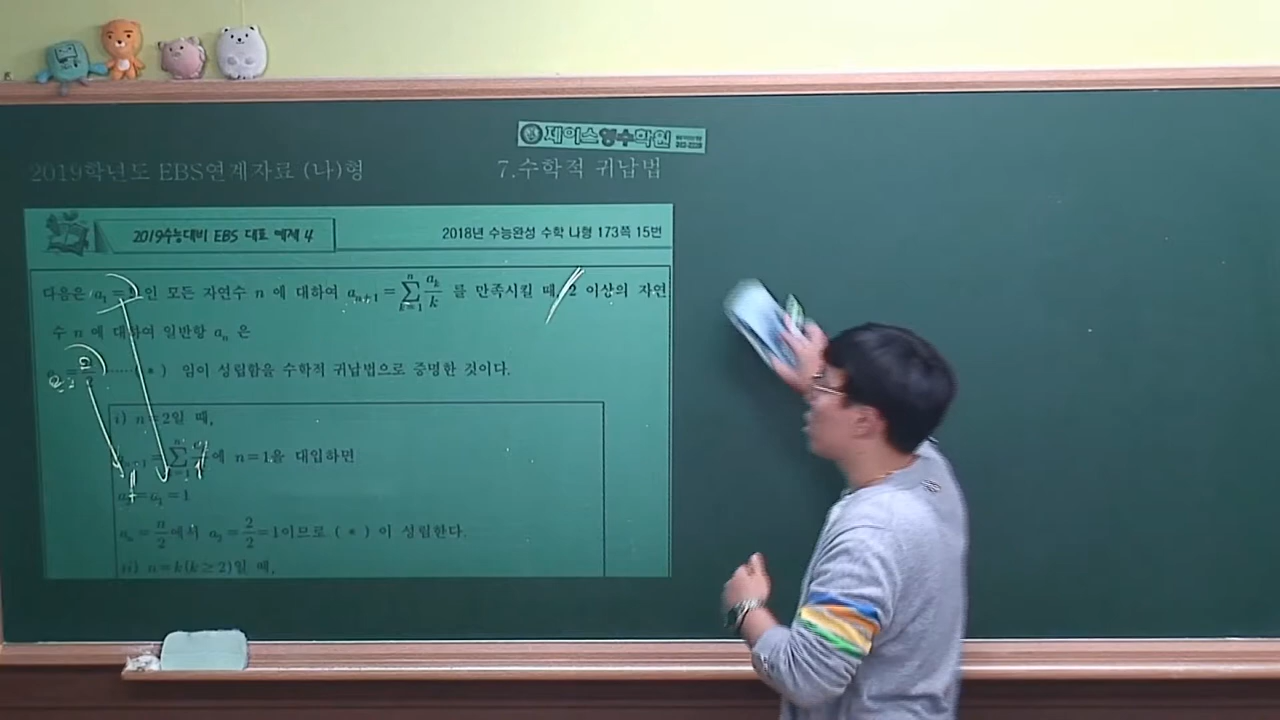 제이스영수학원
2019학년도 EBS연계자료 (나)형
7.수학적 귀납법
2019수능대비 EBS 대표 예제 4
2018년 수능완성 수학 나형 173쪽 15번
다음은 a₁=1인 모든 자연수 n 에 대하여 aₙ₊₁ = ∑ₖ₌₁ⁿ aₖ/k 를 만족시킬 때, 2 이상의 자연
수 n 에 대하여 일반항 aₙ 은
aₙ = n/2 ······ ( * ) 임이 성립함을 수학적 귀납법으로 증명한 것이다.
i) n=2일 때,
aₙ₊₁ = ∑ 에 n=1을 대입하면
a₂=a₁=1
aₙ = n/2 에서 a₂ = 2/2 =1이므로 ( * ) 이 성립한다.
ii) n=k(k≥2)일 때,